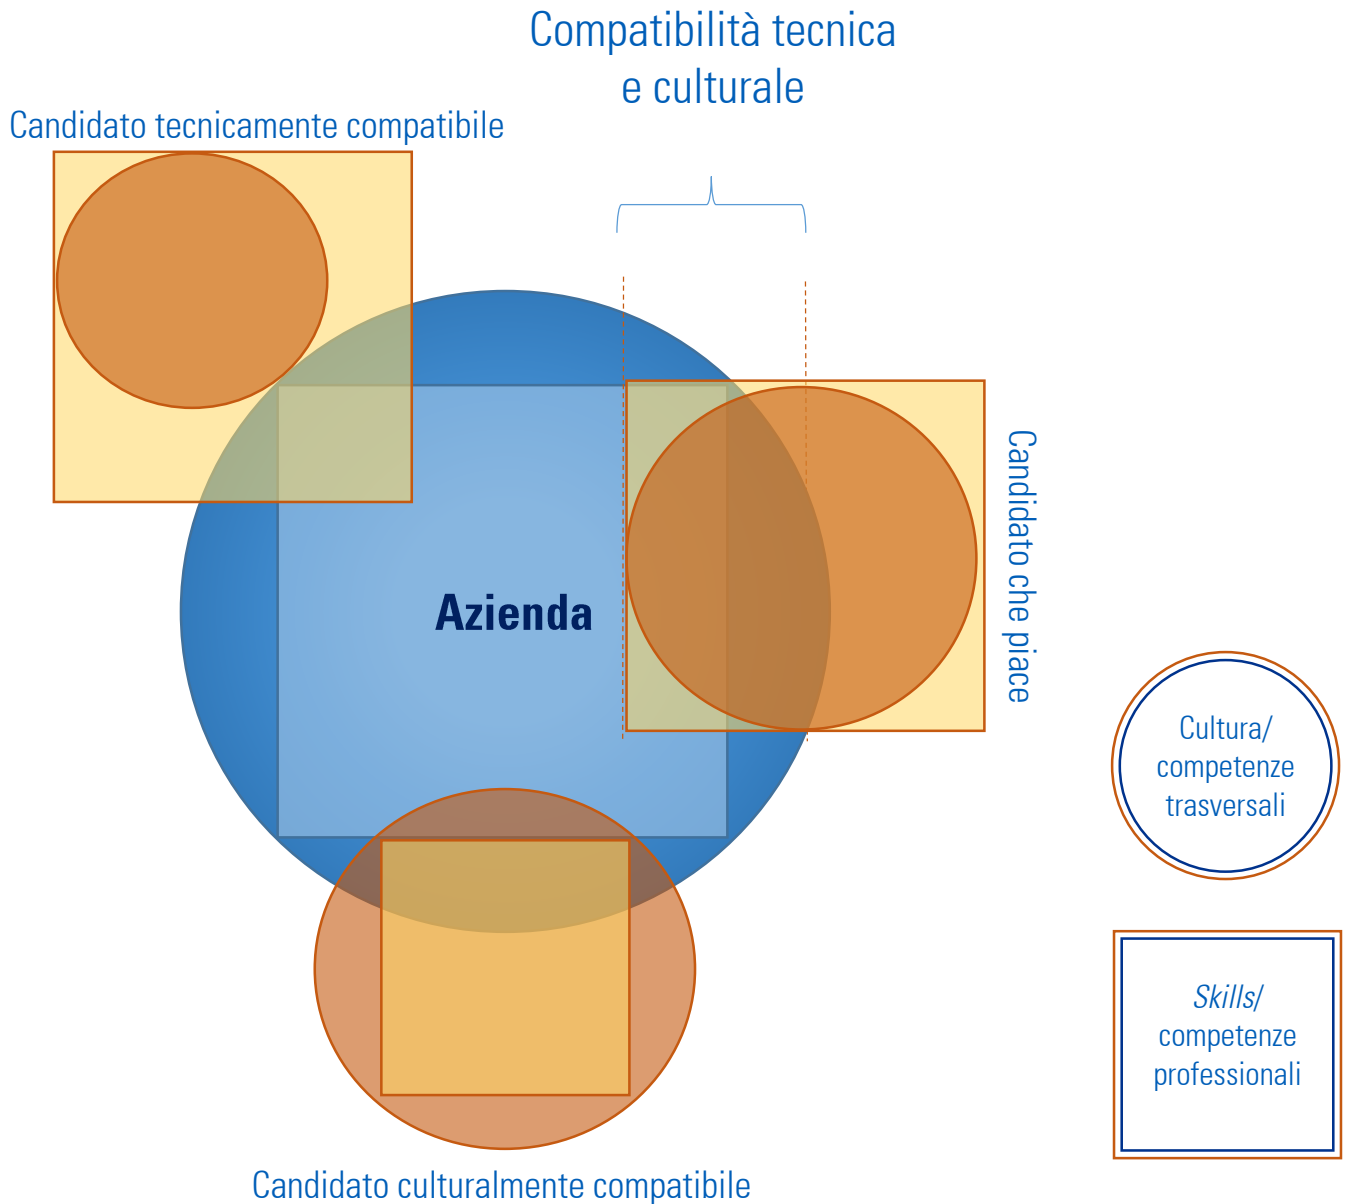 Compatibilità tecnica
e culturale
Candidato tecnicamente compatibile
Candidato che piace
Azienda
Cultura/
competenze
trasversali
Skills/
competenze
professionali
Candidato culturalmente compatibile